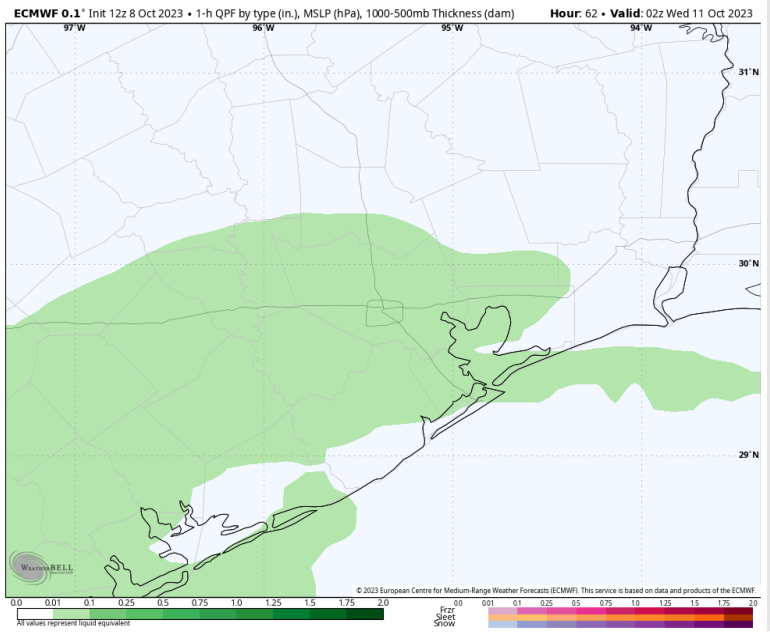 ECMWF 0.1° Init 12z 8 Oct 2023 • 1-h QPF by type (in.), MSLP (hPa), 1000-500mb Thickness (dam) Hour: 62 • Valid: 02z Wed 11 Oct 2023
97°W 96°W 95°W 94°W
31°N
30°N
29°N
WeatherBELL
© 2023 European Centre for Medium-Range Weather Forecasts (ECMWF). This service is based on data and products of the ECMWF.
0.0 0.01 0.1 0.25 0.5 0.75 1.0 1.25 1.5 1.75 2.0
All values represent liquid equivalent
0.0 0.01 0.1 0.25 0.5 0.75 1.0 1.25 1.5 1.75 2.0
Frzr
Sleet
Snow